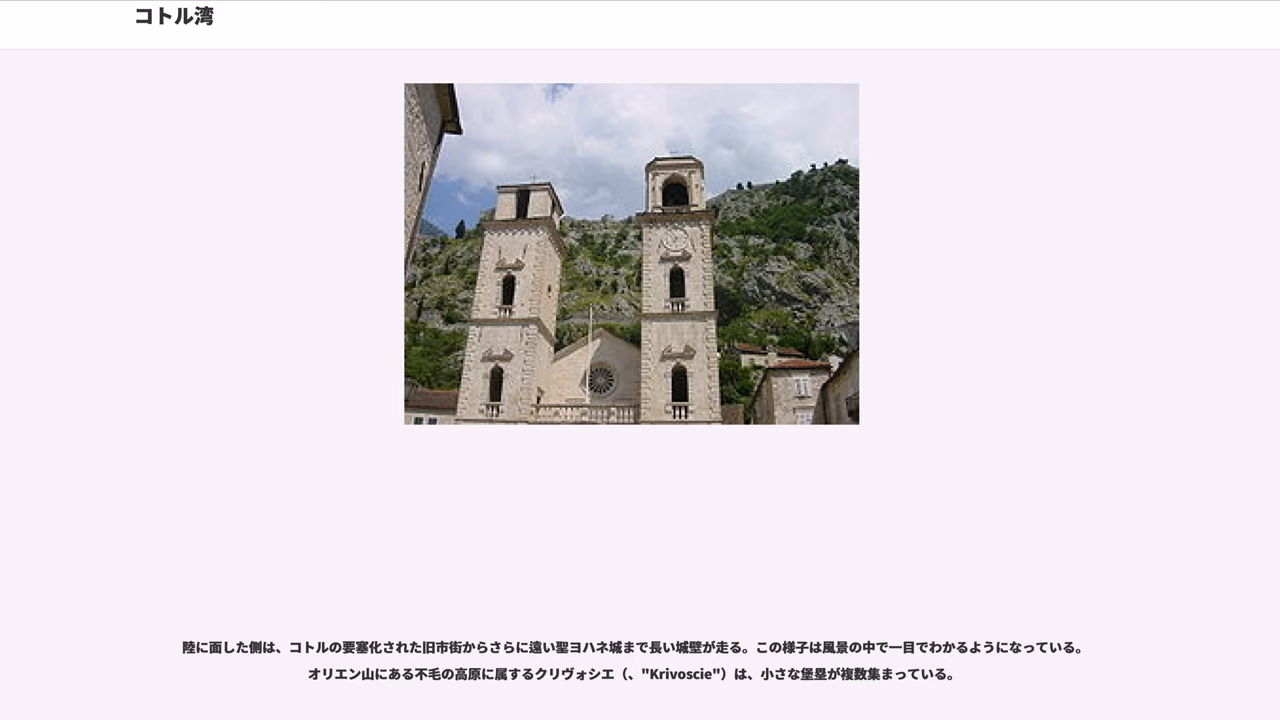 コトル湾
陸に面した側は、コトルの要塞化された旧市街からさらに遠い聖ヨハネ城まで長い城壁が走る。この様子は風景の中で一目でわかるようになっている。
オリエン山にある不毛の高原に属するクリヴォシエ（、"Krivoscie"）は、小さな堡塁が複数集まっている。